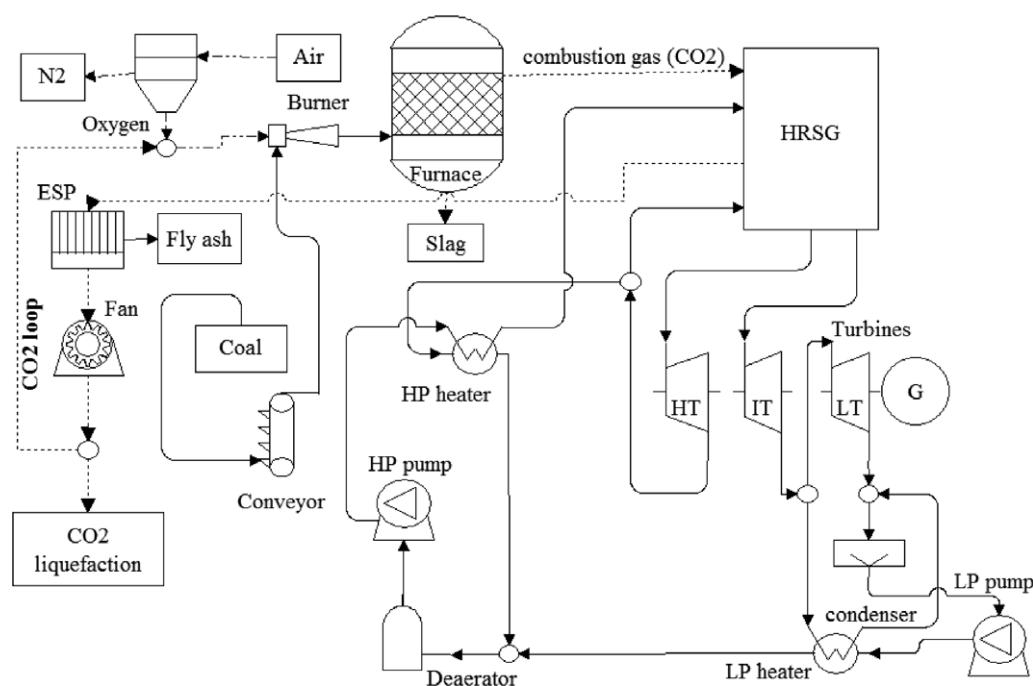 N2
Air
Oxygen
Burner
combustion gas (CO2)
HRSG
Furnace
Slag
ESP
Fly ash
Fan
CO2 loop
Coal
Conveyor
HP heater
HP pump
Turbines
HT
IT
LT
G
CO2
liquefaction
Deaerator
LP heater
condenser
LP pump